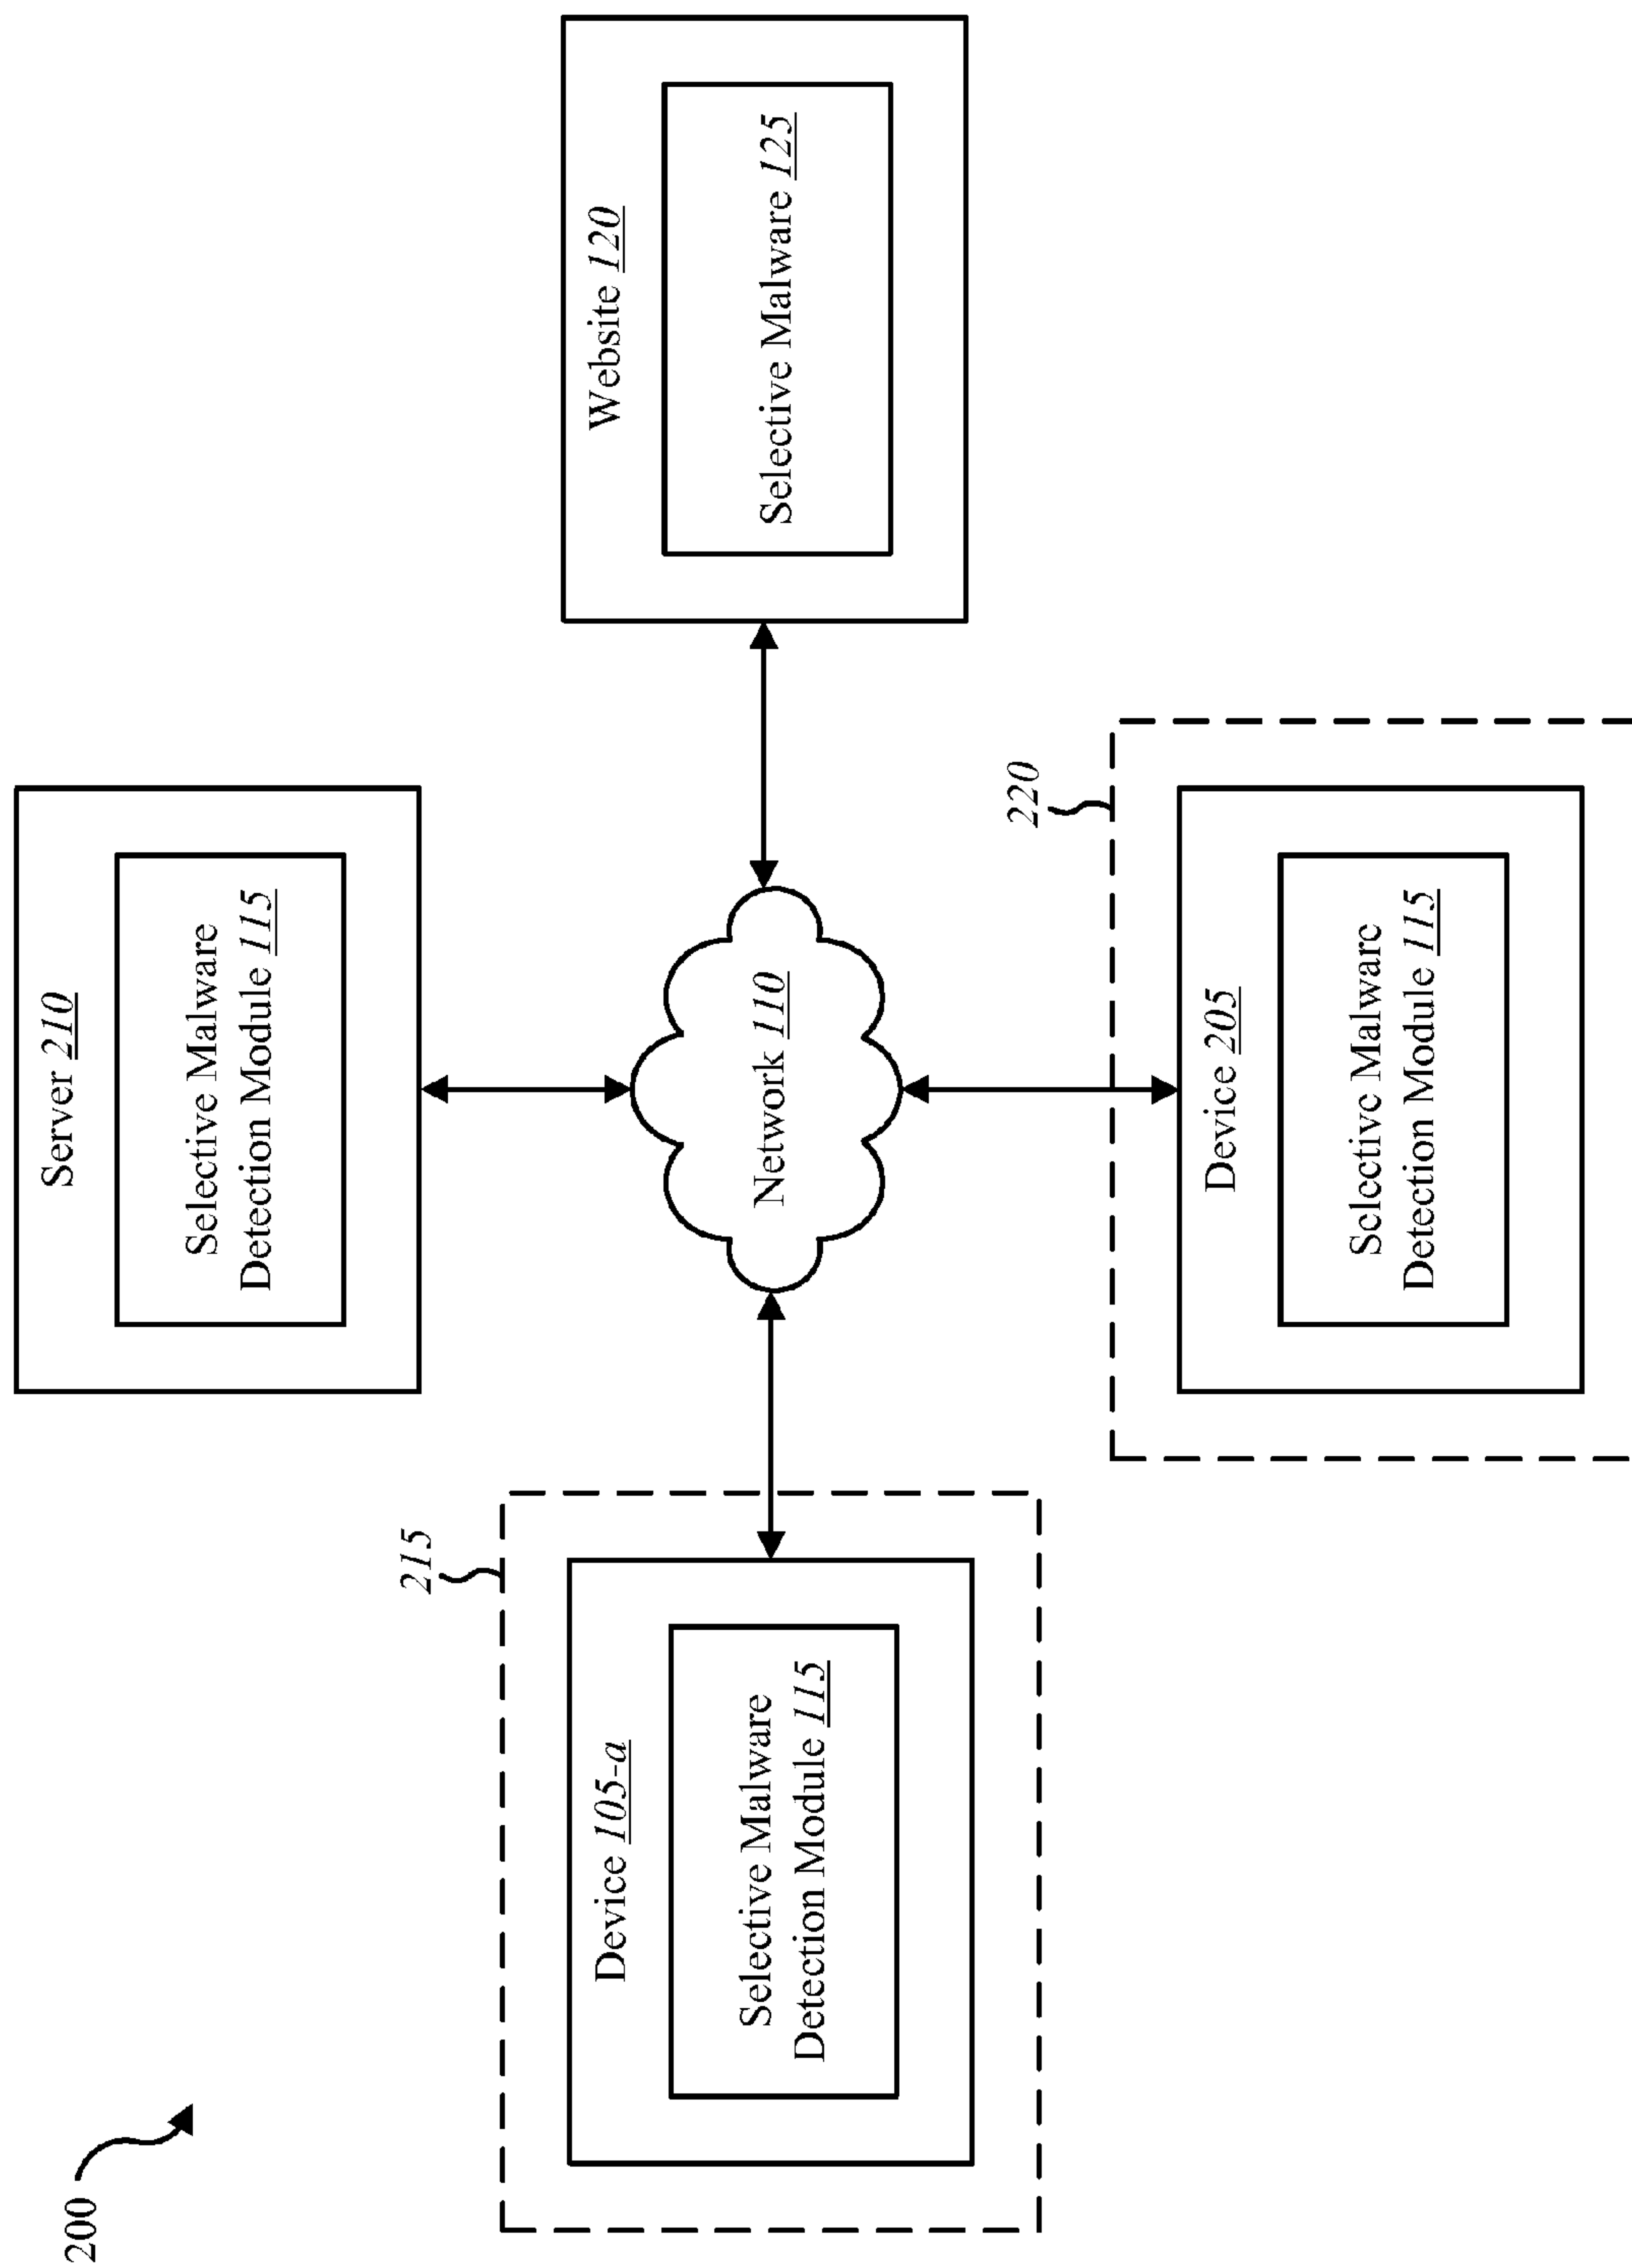 200
Server 210
Selective Malware
Detection Module 115
215
Device 105-a
Selective Malware
Detection Module 115
Network 110
Website 120
Selective Malware 125
220
Device 205
Selective Malware
Detection Module 115